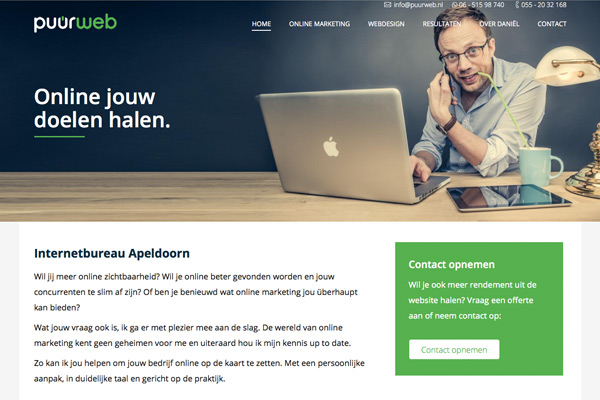 info@puurweb.nl 06 - 515 98 740 055 - 20 32 168
puurweb
HOME ONLINE MARKETING WEBDESIGN RESULTATEN OVER DANIËL CONTACT
Online jouw
doelen halen.
Internetbureau Apeldoorn
Wil jij meer online zichtbaarheid? Wil je online beter gevonden worden en jouw
concurrenten te slim af zijn? Of ben je benieuwd wat online marketing jou überhaupt
kan bieden?
Wat jouw vraag ook is, ik ga er met plezier mee aan de slag. De wereld van online
marketing kent geen geheimen voor me en uiteraard hou ik mijn kennis up to date.
Zo kan ik jou helpen om jouw bedrijf online op de kaart te zetten. Met een persoonlijke
aanpak, in duidelijke taal en gericht op de praktijk.
Contact opnemen
Wil je ook meer rendement uit de
website halen? Vraag een offerte
aan of neem contact op:
Contact opnemen